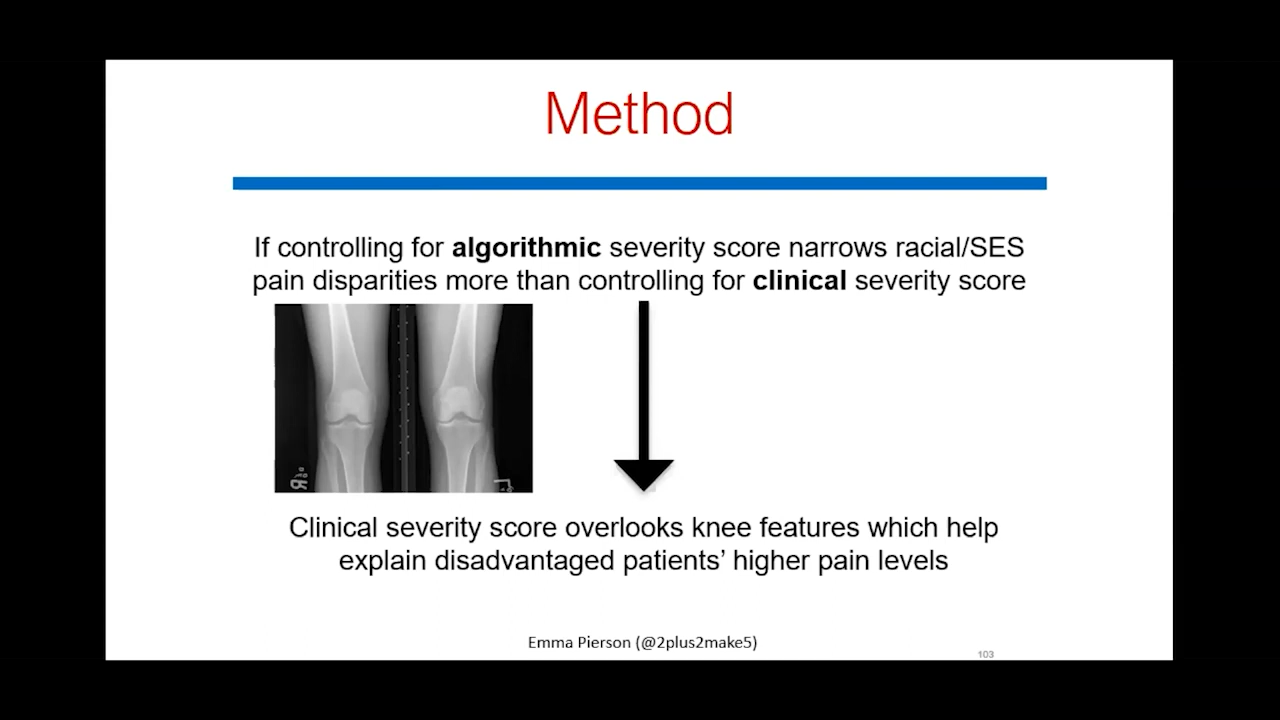 Method
If controlling for algorithmic severity score narrows racial/SES
pain disparities more than controlling for clinical severity score
R
L
Clinical severity score overlooks knee features which help
explain disadvantaged patients’ higher pain levels
Emma Pierson (@2plus2make5)
103